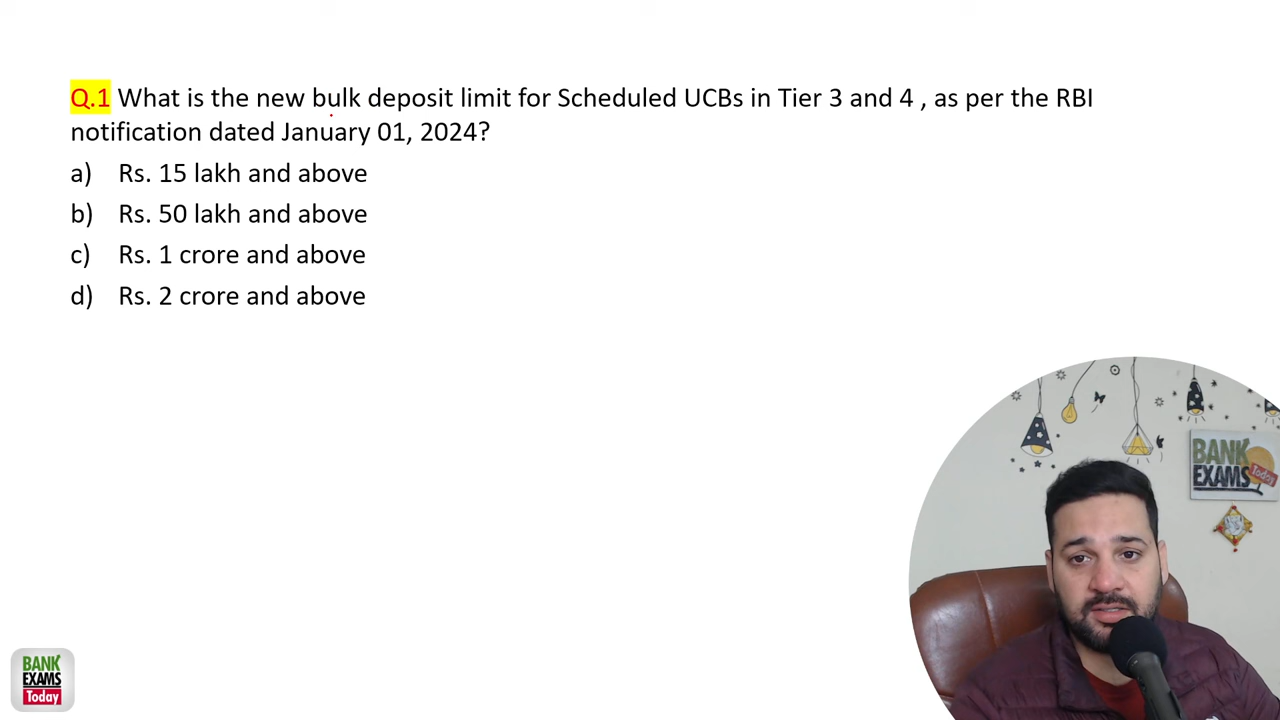 Q.1 What is the new bulk deposit limit for Scheduled UCBs in Tier 3 and 4 , as per the RBI
notification dated January 01, 2024?
a) Rs. 15 lakh and above
b) Rs. 50 lakh and above
c) Rs. 1 crore and above
d) Rs. 2 crore and above
BANK
EXAMS
Today
BANK
EXAMS
Today